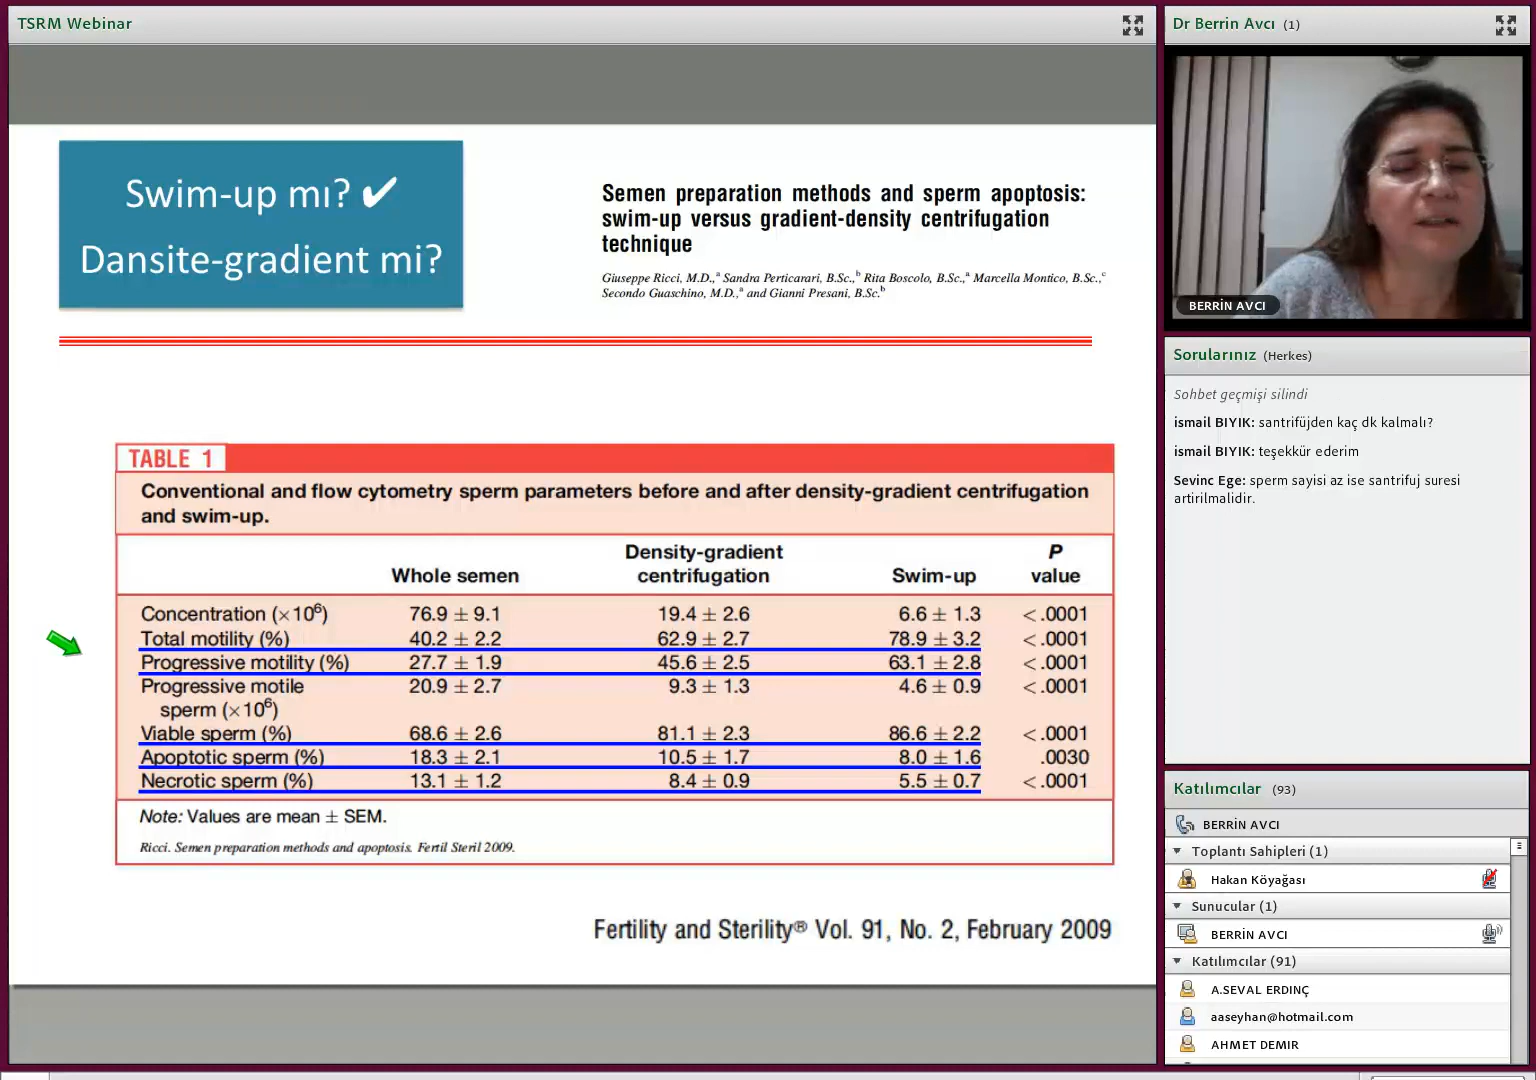 TSRM Webinar
Swim-up mı? ✔
Dansite-gradient mi?
Semen preparation methods and sperm apoptosis:
swim-up versus gradient-density centrifugation
technique
Giuseppe Ricci, M.D.,a Sandra Perticarari, B.Sc.,b Rita Boscolo, B.Sc.,a Marcella Montico, B.Sc.,c
Secondo Guaschino, M.D.,a and Gianni Presani, B.Sc.b
TABLE 1
Conventional and flow cytometry sperm parameters before and after density-gradient centrifugation
and swim-up.
Whole semen Density-gradient centrifugation Swim-up P value
Concentration (×10⁶) 76.9 ± 9.1 19.4 ± 2.6 6.6 ± 1.3 <.0001
Total motility (%) 40.2 ± 2.2 62.9 ± 2.7 78.9 ± 3.2 <.0001
Progressive motility (%) 27.7 ± 1.9 45.6 ± 2.5 63.1 ± 2.8 <.0001
Progressive motile 20.9 ± 2.7 9.3 ± 1.3 4.6 ± 0.9 <.0001
sperm (×10⁶)
Viable sperm (%) 68.6 ± 2.6 81.1 ± 2.3 86.6 ± 2.2 <.0001
Apoptotic sperm (%) 18.3 ± 2.1 10.5 ± 1.7 8.0 ± 1.6 .0030
Necrotic sperm (%) 13.1 ± 1.2 8.4 ± 0.9 5.5 ± 0.7 <.0001
Note: Values are mean ± SEM.
Ricci. Semen preparation methods and apoptosis. Fertil Steril 2009.
Fertility and Sterility® Vol. 91, No. 2, February 2009
Dr Berrin Avcı (1)
BERRİN AVCI
Sorularınız (Herkes)
Sohbet geçmişi silindi
ismail BIYIK: santrifüjden kaç dk kalmalı?
ismail BIYIK: teşekkür ederim
Sevinc Ege: sperm sayisi az ise santrifuj suresi
artirilmalidir.
Katılımcılar (93)
BERRİN AVCI
Toplantı Sahipleri (1)
Hakan Köyağası
Sunucular (1)
BERRİN AVCI
Katılımcılar (91)
A.SEVAL ERDINÇ
aaseyhan@hotmail.com
AHMET DEMIR